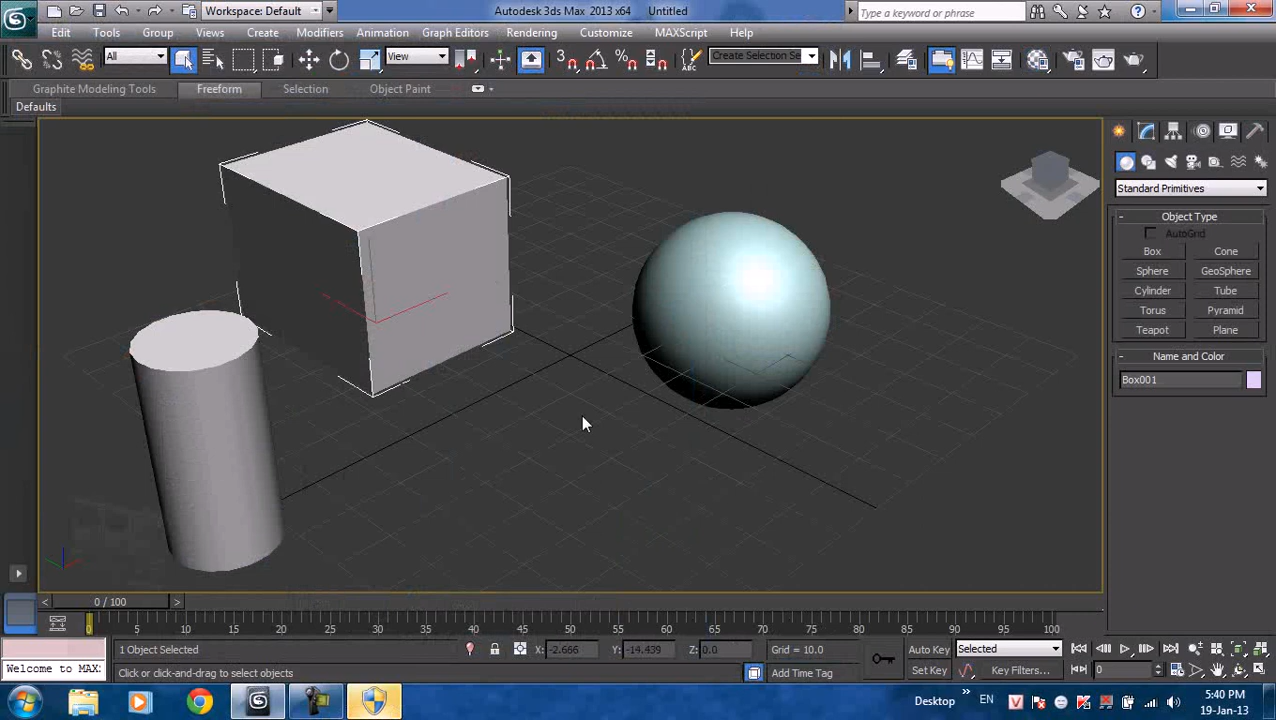 Workspace: Default
Autodesk 3ds Max 2013 x64 Untitled
Type a keyword or phrase
Edit Tools Group Views Create Modifiers Animation Graph Editors Rendering Customize MAXScript Help
All
View
3
Create Selection Se
Graphite Modeling Tools Freeform Selection Object Paint
Defaults
Standard Primitives
- Object Type
AutoGrid
Box Cone
Sphere GeoSphere
Cylinder Tube
Torus Pyramid
Teapot Plane
- Name and Color
Box001
< 0 / 100 >
0 5 10 15 20 25 30 35 40 45 50 55 60 65 70 75 80 85 90 95 100
1 Object Selected
X: -2.666 Y: -14.439 Z: 0.0
Grid = 10.0
Auto Key Selected
Welcome to MAX
Click or click-and-drag to select objects
Add Time Tag
Set Key Key Filters... 0
Desktop » EN
5:40 PM
19-Jan-13